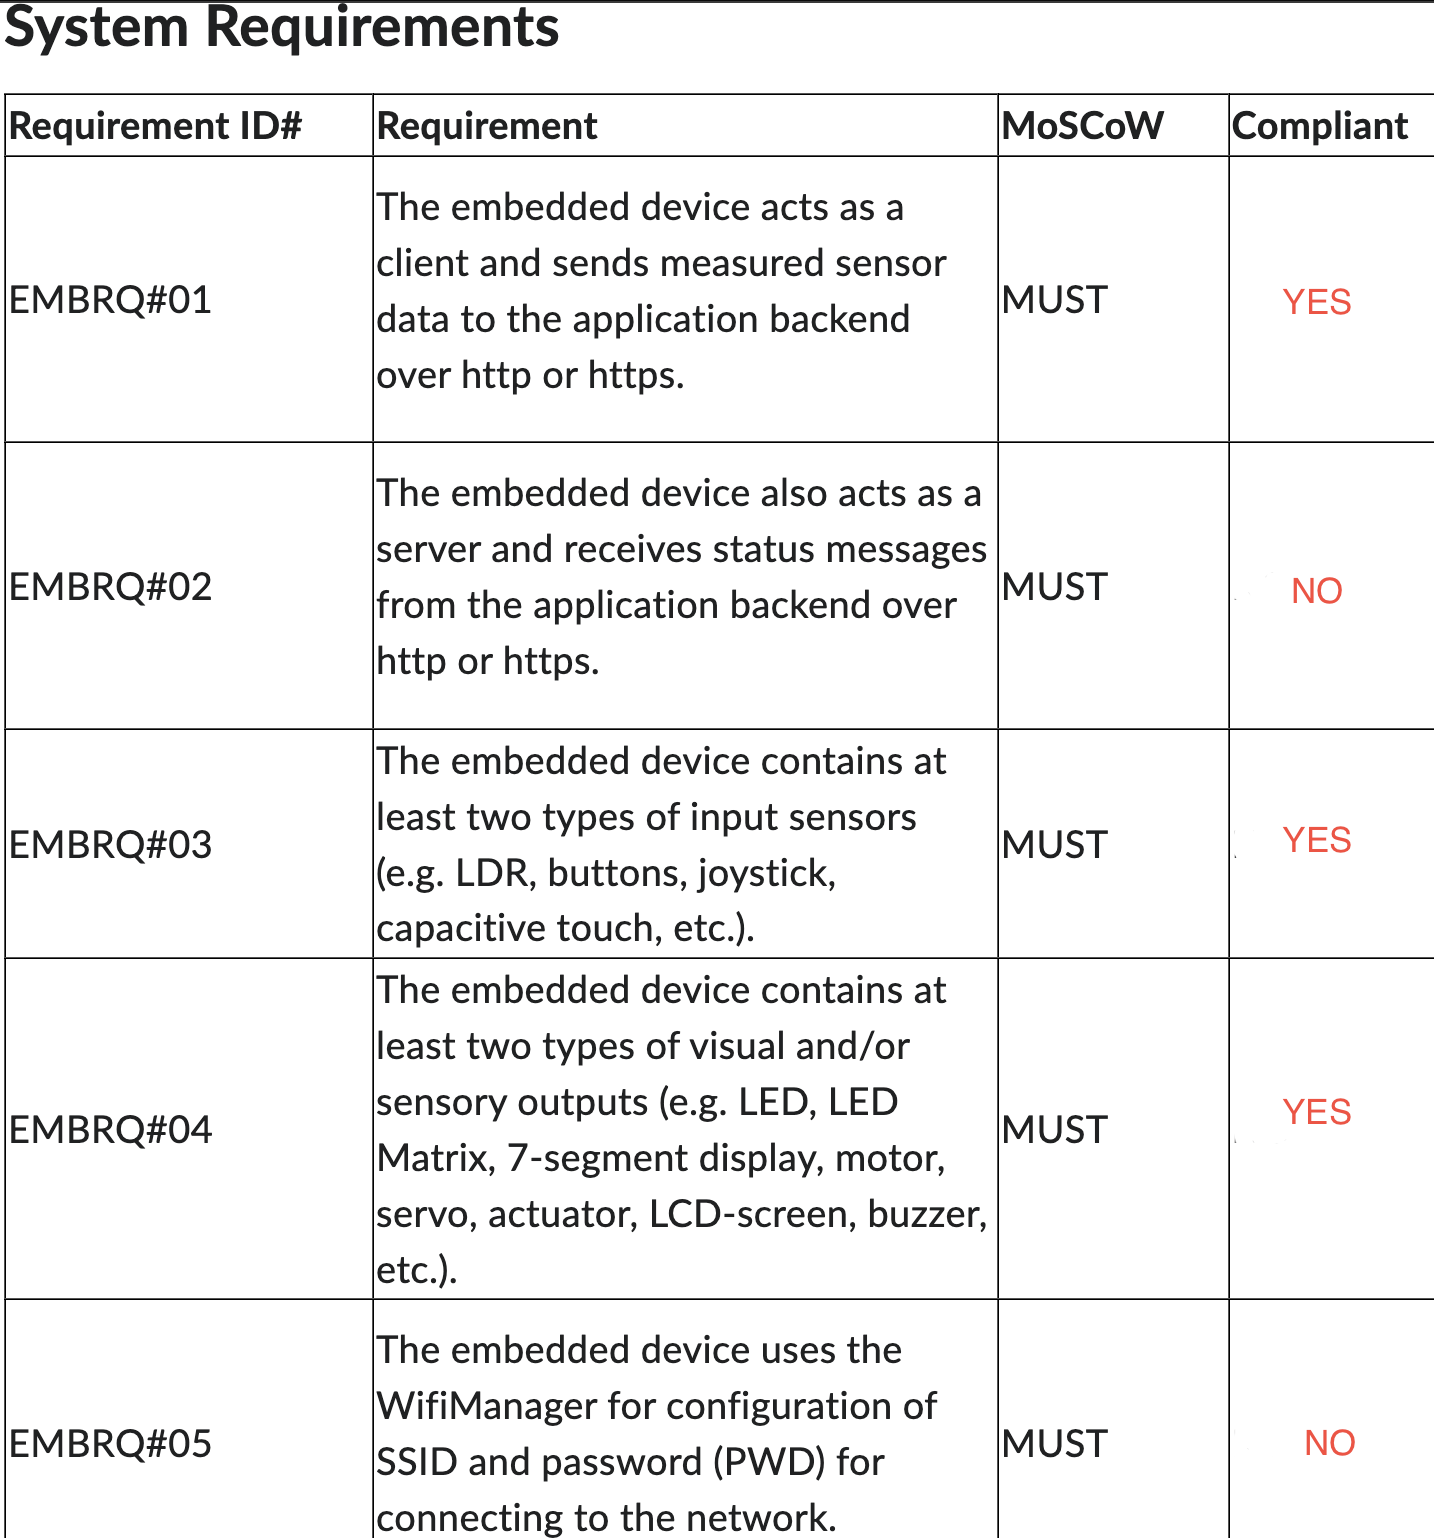 System Requirements
Requirement ID# Requirement MoSCoW Compliant
The embedded device acts as a
client and sends measured sensor
EMBRQ#01 data to the application backend MUST YES
over http or https.
The embedded device also acts as a
server and receives status messages
EMBRQ#02 from the application backend over MUST NO
http or https.
The embedded device contains at
least two types of input sensors
EMBRQ#03 (e.g. LDR, buttons, joystick, MUST YES
capacitive touch, etc.).
The embedded device contains at
least two types of visual and/or
sensory outputs (e.g. LED, LED
EMBRQ#04 Matrix, 7-segment display, motor, MUST YES
servo, actuator, LCD-screen, buzzer,
etc.).
The embedded device uses the
WifiManager for configuration of
EMBRQ#05 SSID and password (PWD) for MUST NO
connecting to the network.